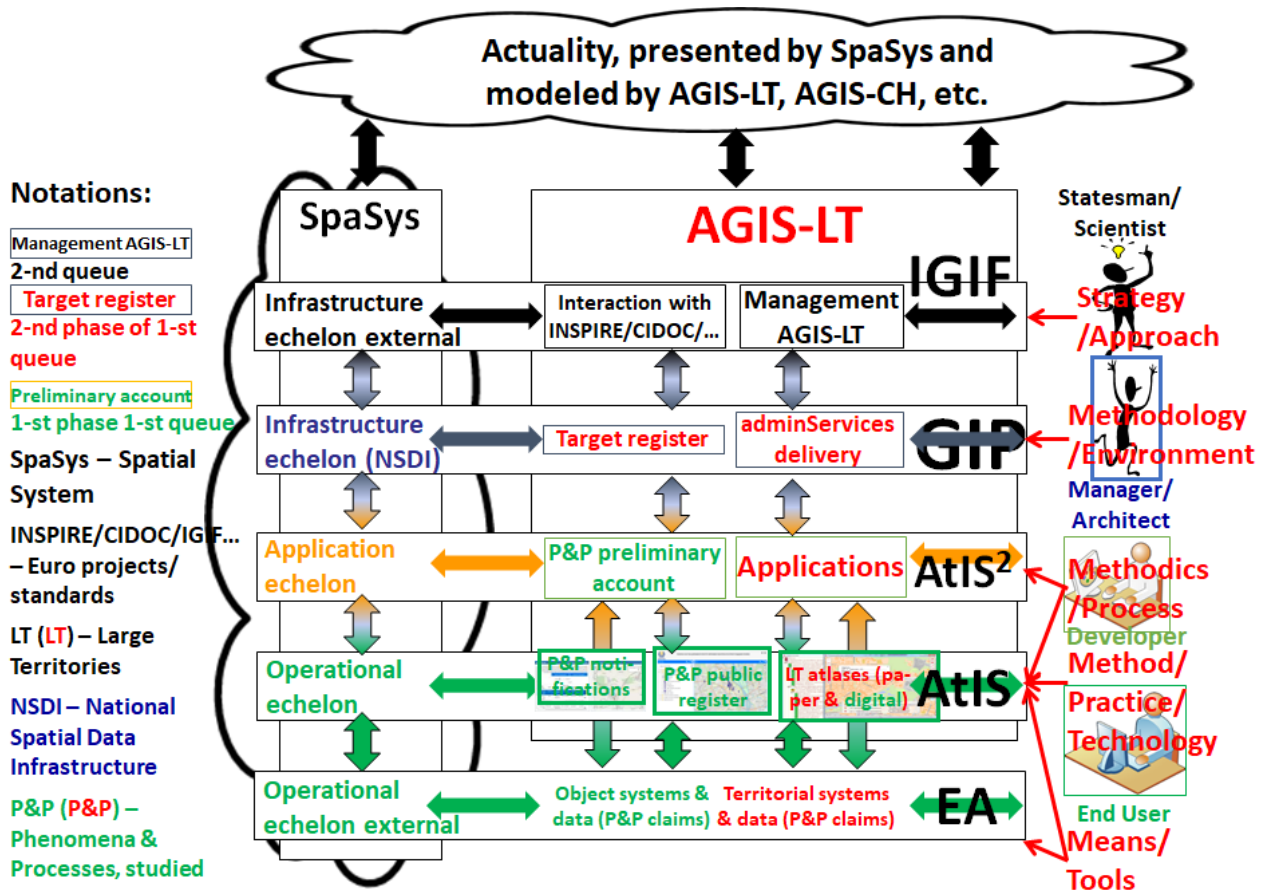 Actuality, presented by SpaSys and
modeled by AGIS-LT, AGIS-CH, etc.
Notations:
Management AGIS-LT
2-nd queue
Target register
2-nd phase of 1-st
queue
Preliminary account
1-st phase 1-st queue
SpaSys – Spatial
System
INSPIRE/CIDOC/IGIF...
– Euro projects/
standards
LT (LT) – Large
Territories
NSDI – National
Spatial Data
Infrastructure
P&P (P&P) –
Phenomena &
Processes, studied
SpaSys
AGIS-LT
Infrastructure
echelon external
Interaction with
INSPIRE/CIDOC/...
Management
AGIS-LT
IGIF
Infrastructure
echelon (NSDI)
Target register
adminServices
delivery
GIF
Application
echelon
P&P preliminary
account
Applications
AtIS²
Operational
echelon
P&P noti-
fications
P&P public
register
LT atlases (pa-
per & digital)
AtIS
Operational
echelon external
Object systems &
data (P&P claims)
Territorial systems
& data (P&P claims)
EA
Statesman/
Scientist
Strategy
/Approach
Methodology
/Environment
Manager/
Architect
Methodics
/Process
Developer
Method/
Practice/
Technology
End User
Means/
Tools